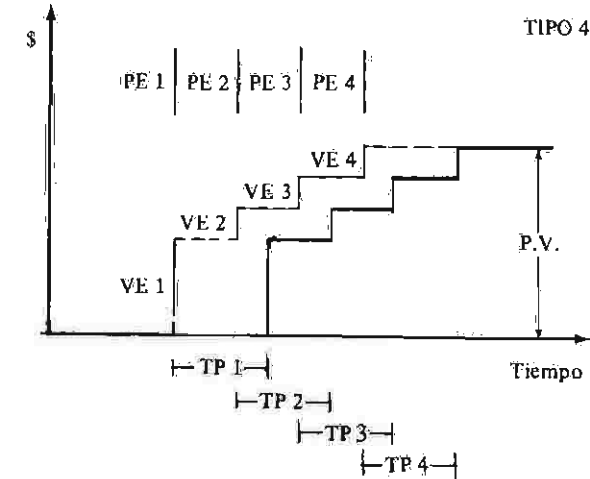 TIPO 4
$
PE 1 PE 2 PE 3 PE 4
VE 4
VE 3
VE 2
P.V.
VE 1
TP 1
Tiempo
TP 2
TP 3
TP 4